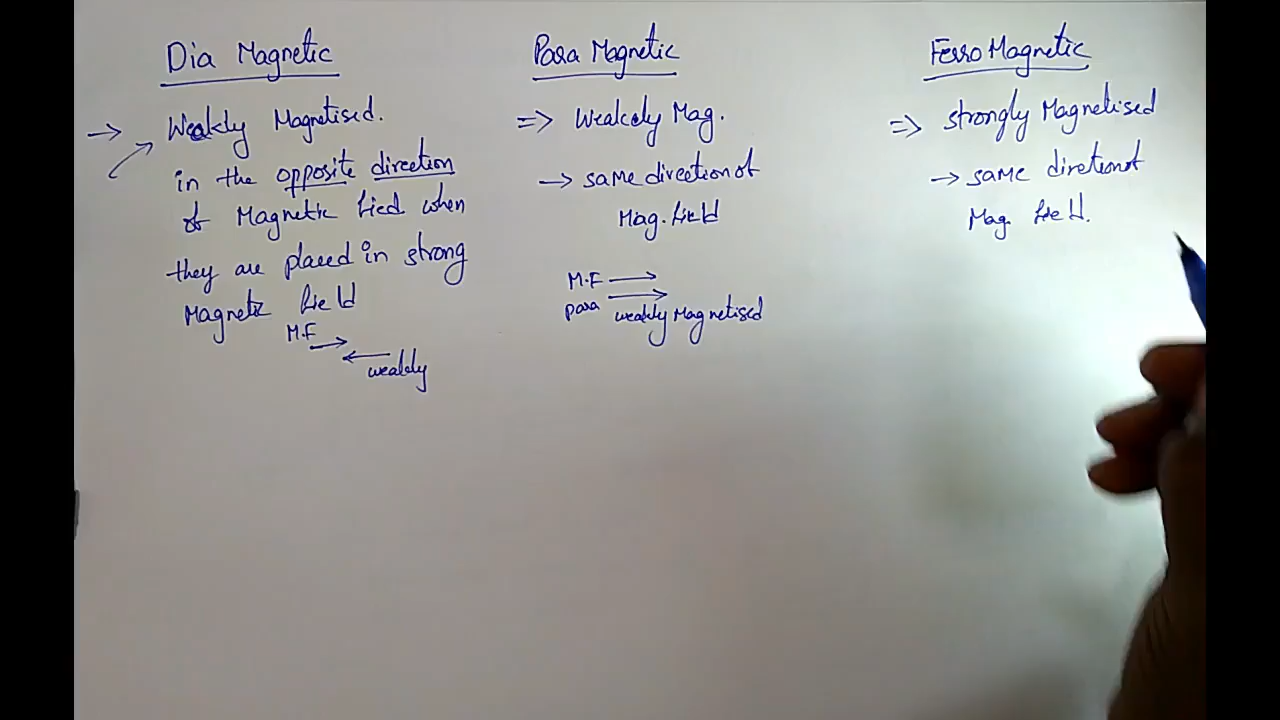 Dia Magnetic
→ Weakly Magnetised.
in the opposite direction
of Magnetic field when
they are placed in strong
Magnetic field
M.F →
← weakly
Para Magnetic
⇒ Weakely Mag.
→ same direction of
Mag. field
M.F →
para → weakly Magnetised
Ferro Magnetic
⇒ strongly Magnetised
→ same diretion of
Mag. field.